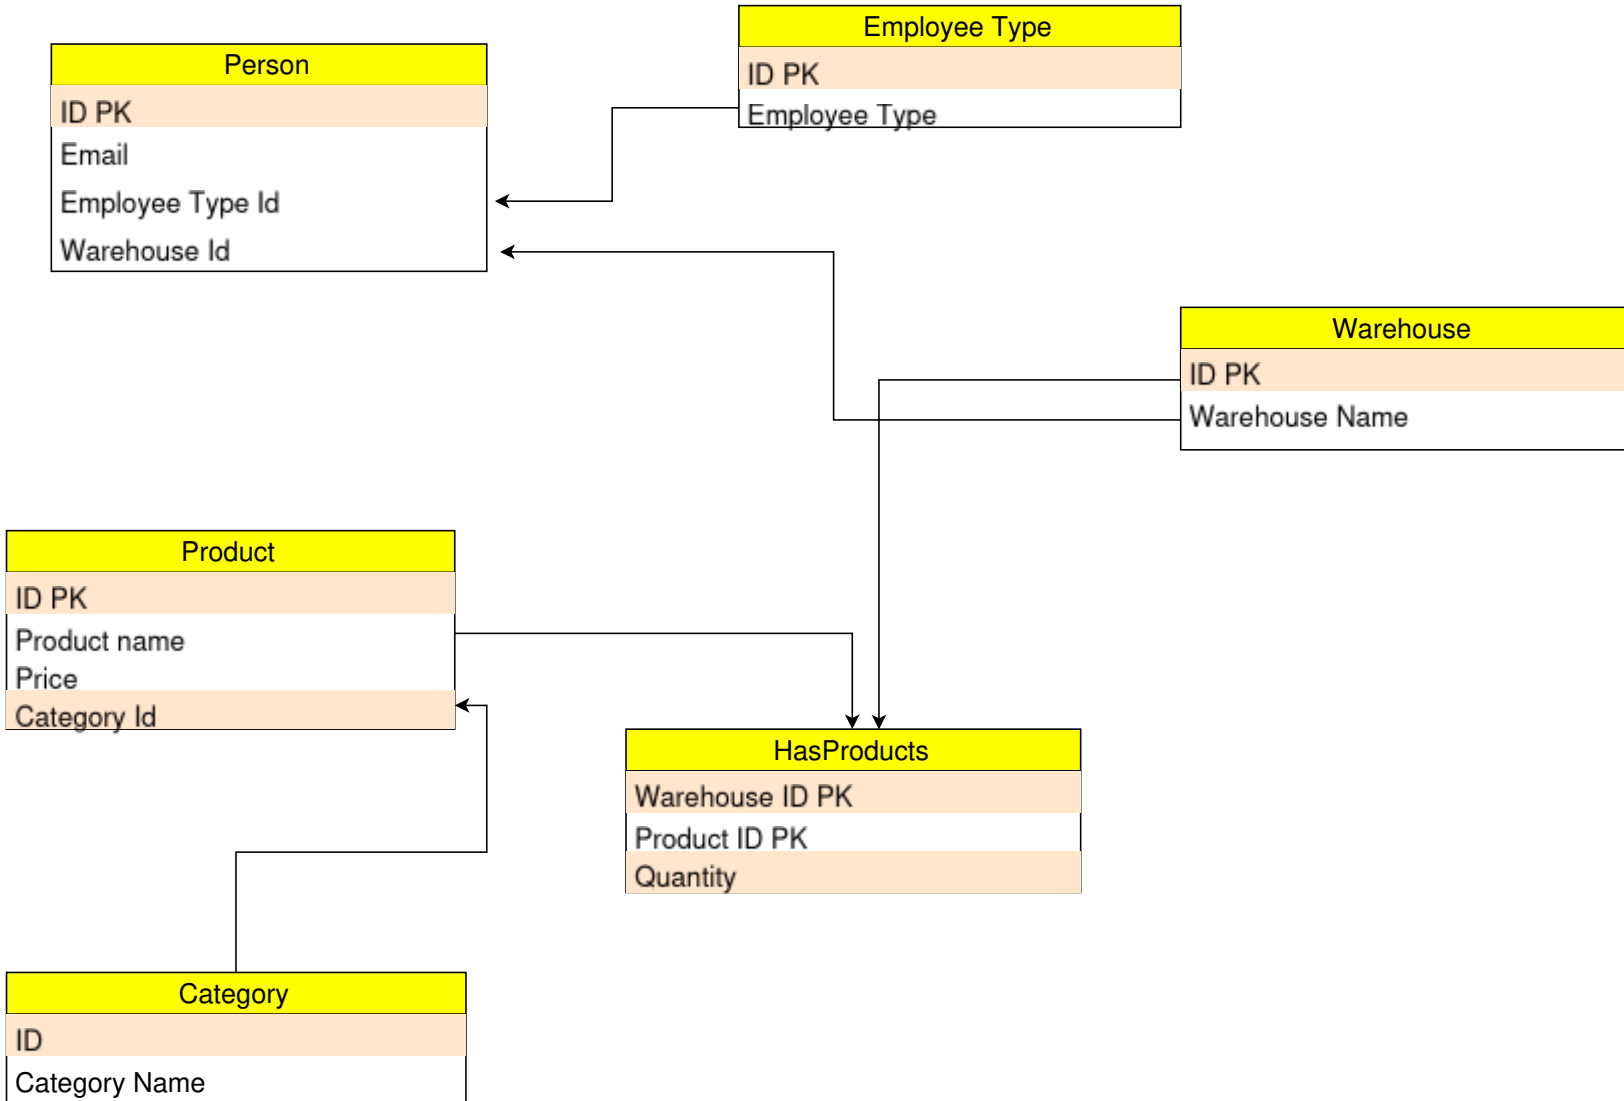 Employee Type
ID PK
Employee Type
Person
ID PK
Email
Employee Type Id
Warehouse Id
Warehouse
ID PK
Warehouse Name
Product
ID PK
Product name
Price
Category Id
HasProducts
Warehouse ID PK
Product ID PK
Quantity
Category
ID
Category Name